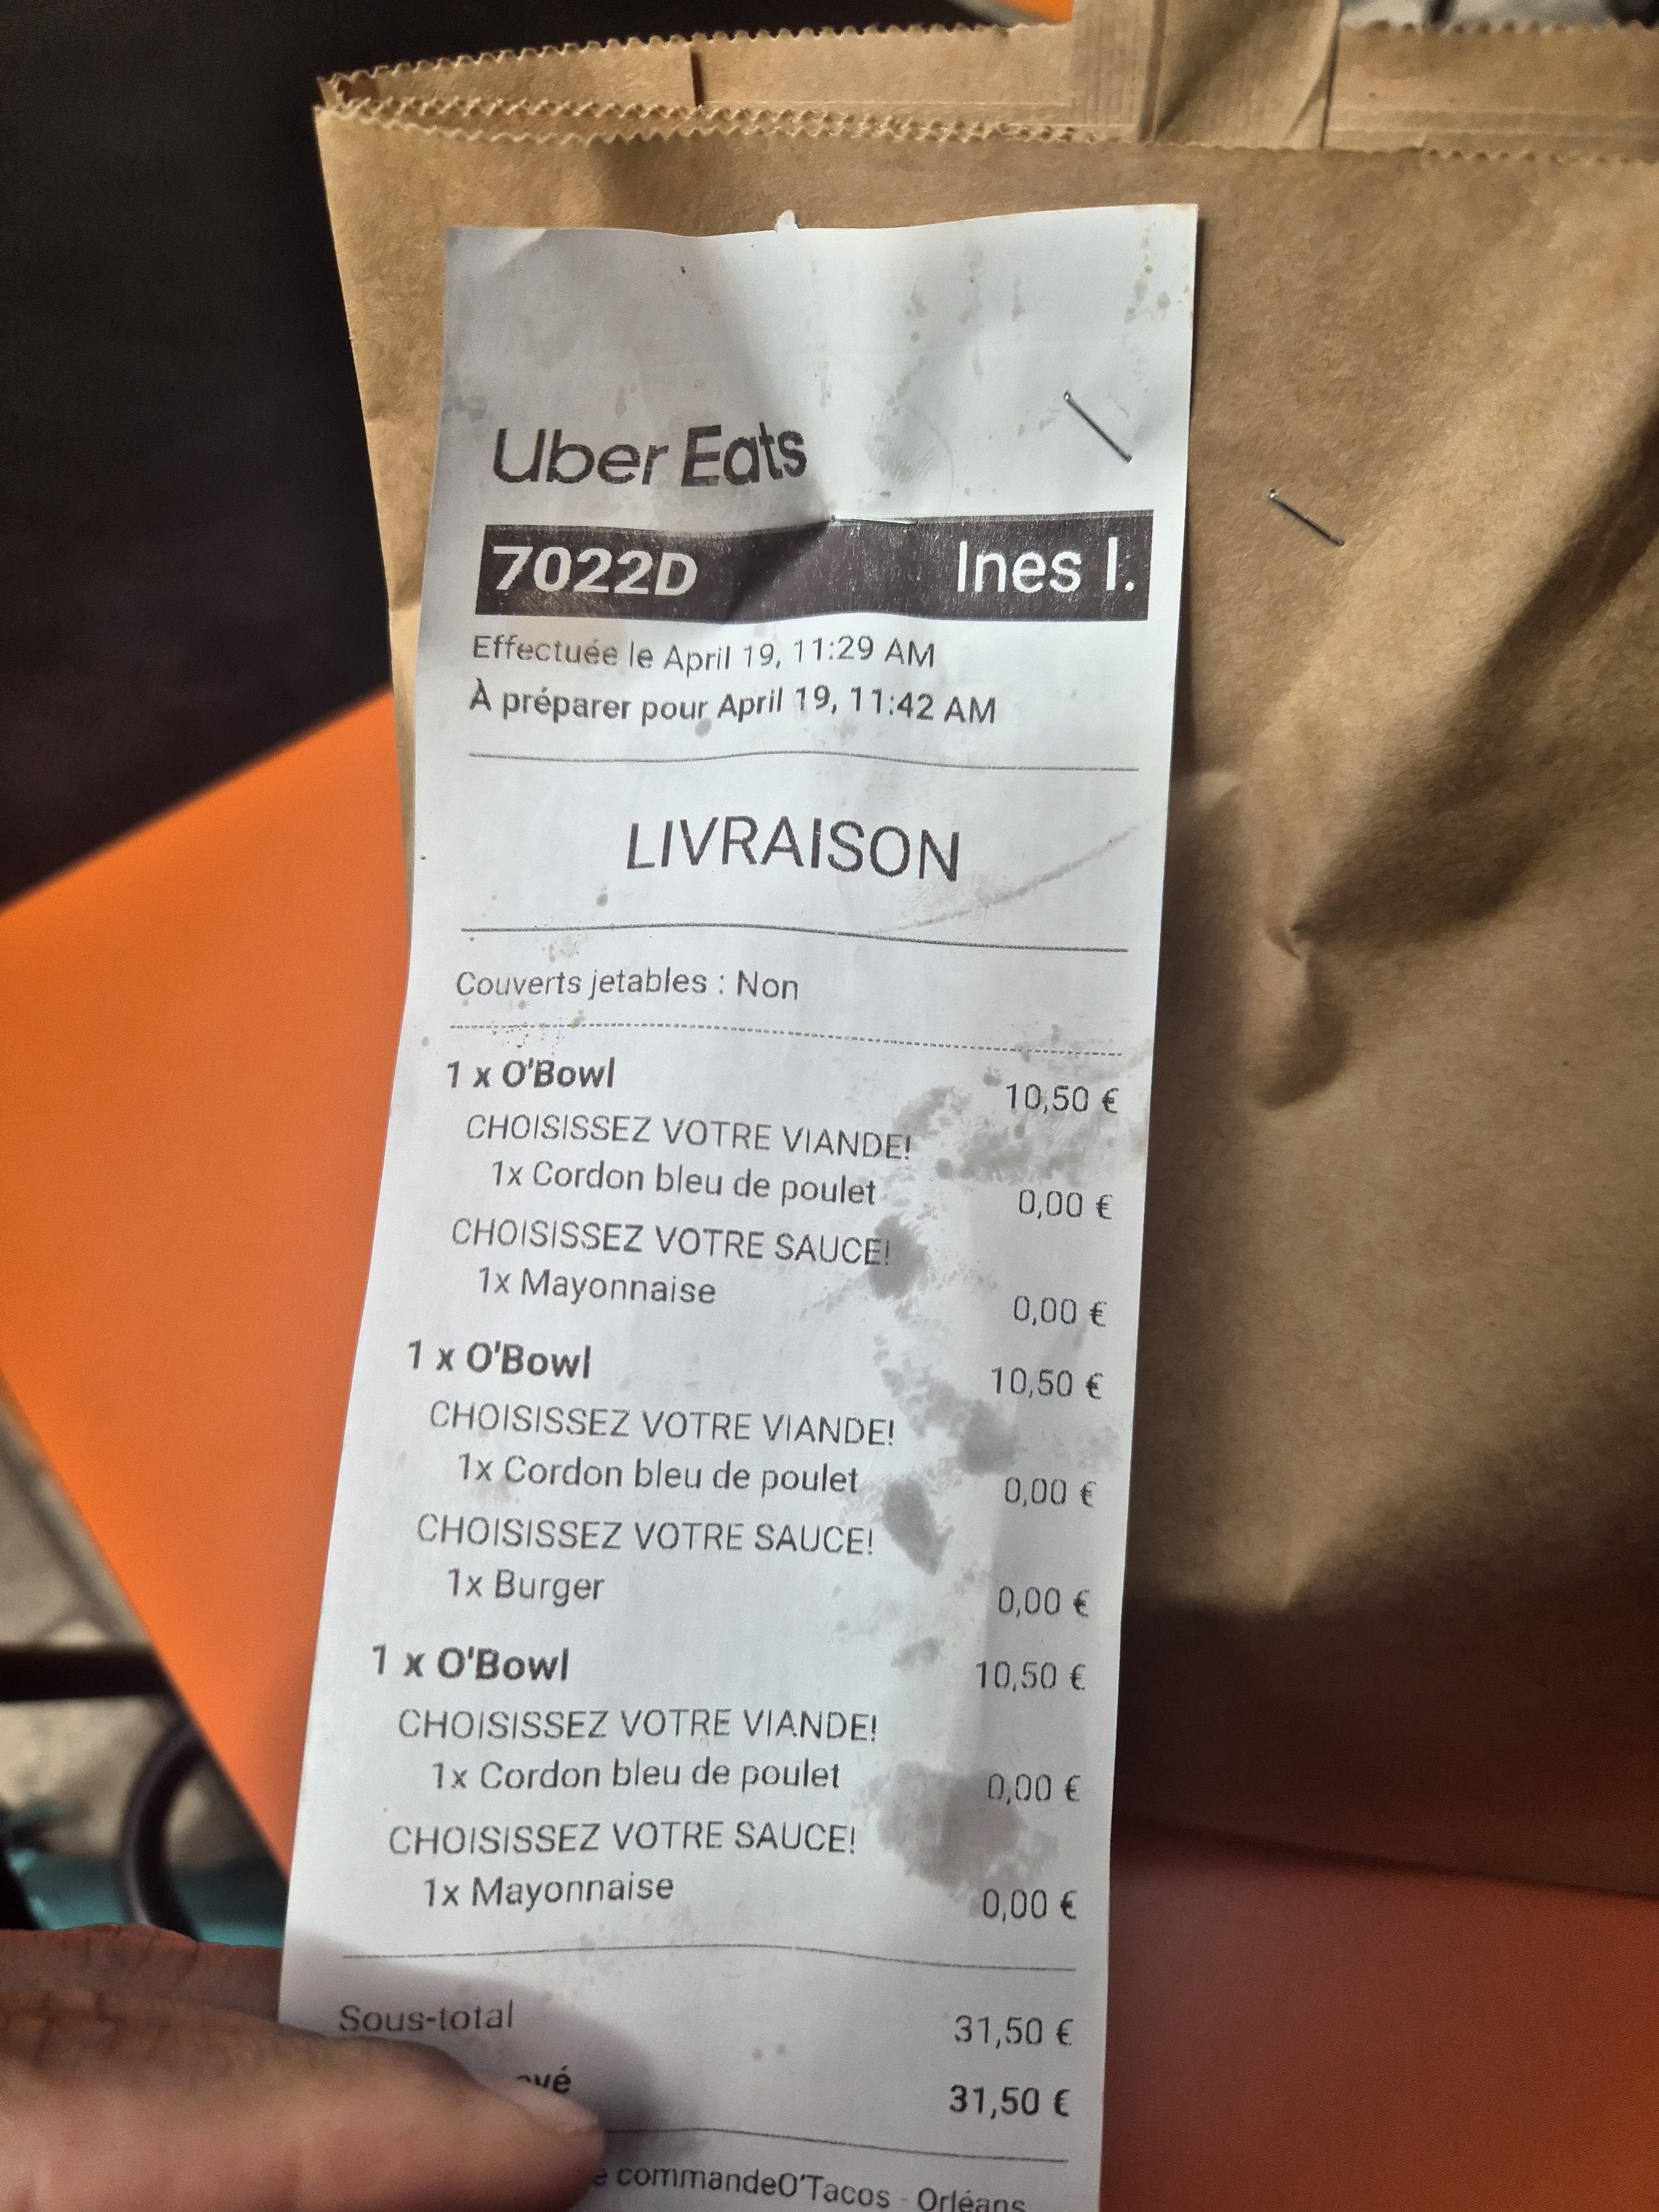 Uber Eats
7022D Ines I.
Effectuée le April 19, 11:29 AM
À préparer pour April 19, 11:42 AM
LIVRAISON
Couverts jetables : Non
1 x O'Bowl 10,50 €
CHOISISSEZ VOTRE VIANDE!
1x Cordon bleu de poulet 0,00 €
CHOISISSEZ VOTRE SAUCE!
1x Mayonnaise 0,00 €
1 x O'Bowl 10,50 €
CHOISISSEZ VOTRE VIANDE!
1x Cordon bleu de poulet 0,00 €
CHOISISSEZ VOTRE SAUCE!
1x Burger 0,00 €
1 x O'Bowl 10,50 €
CHOISISSEZ VOTRE VIANDE!
1x Cordon bleu de poulet 0,00 €
CHOISISSEZ VOTRE SAUCE!
1x Mayonnaise 0,00 €
Sous-total 31,50 €
31,50 €
commandeO'Tacos - Orléans